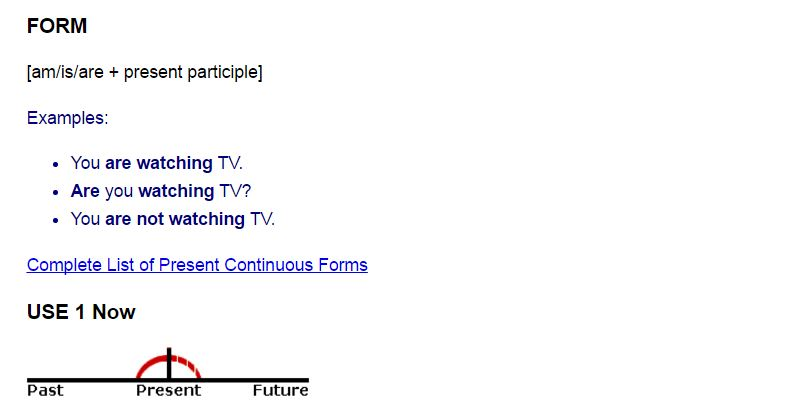 FORM
[am/is/are + present participle]
Examples:
• You are watching TV.
• Are you watching TV?
• You are not watching TV.
Complete List of Present Continuous Forms
USE 1 Now
Past Present Future